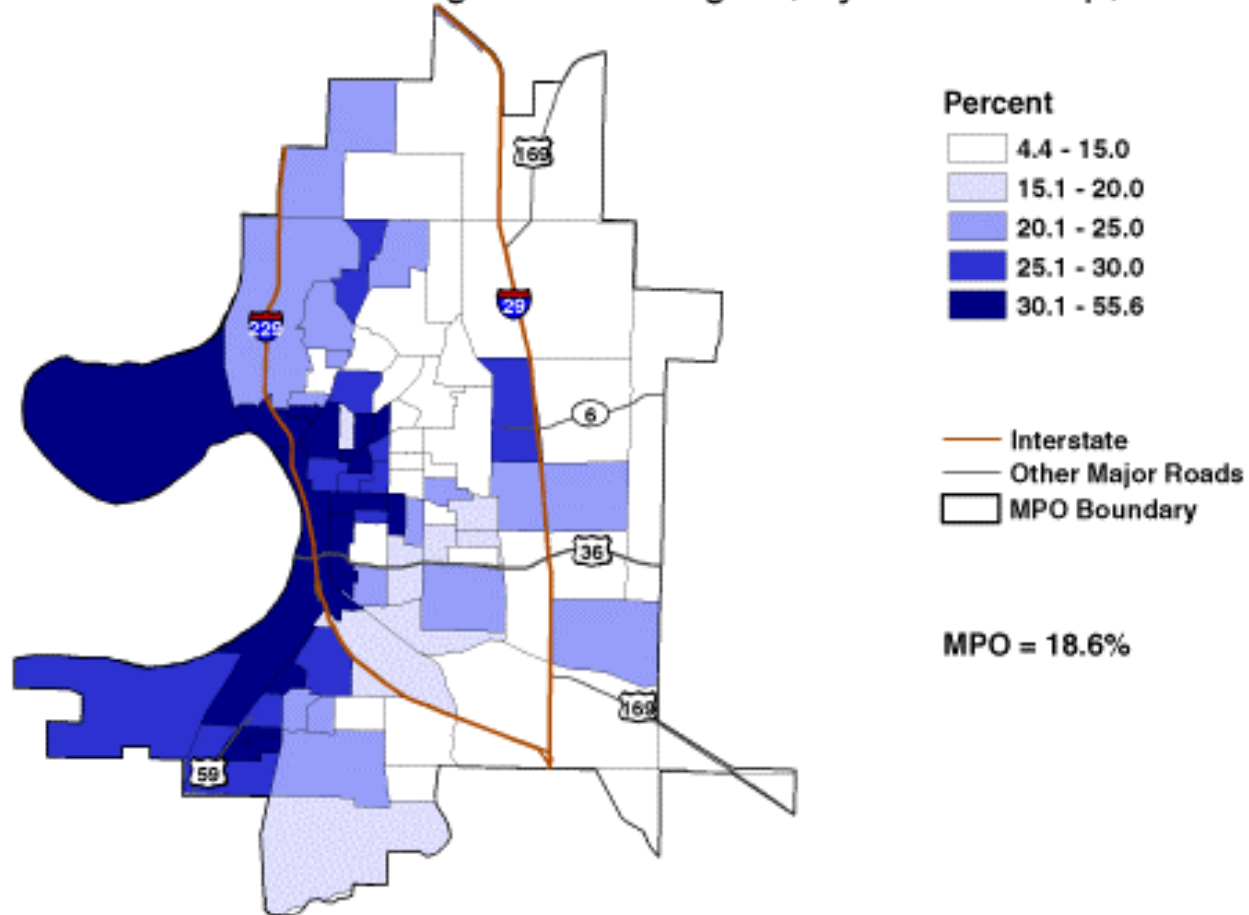 Percent
4.4 - 15.0
15.1 - 20.0
20.1 - 25.0
25.1 - 30.0
30.1 - 55.6
Interstate
Other Major Roads
MPO Boundary
MPO = 18.6%
169
29
229
6
36
169
59